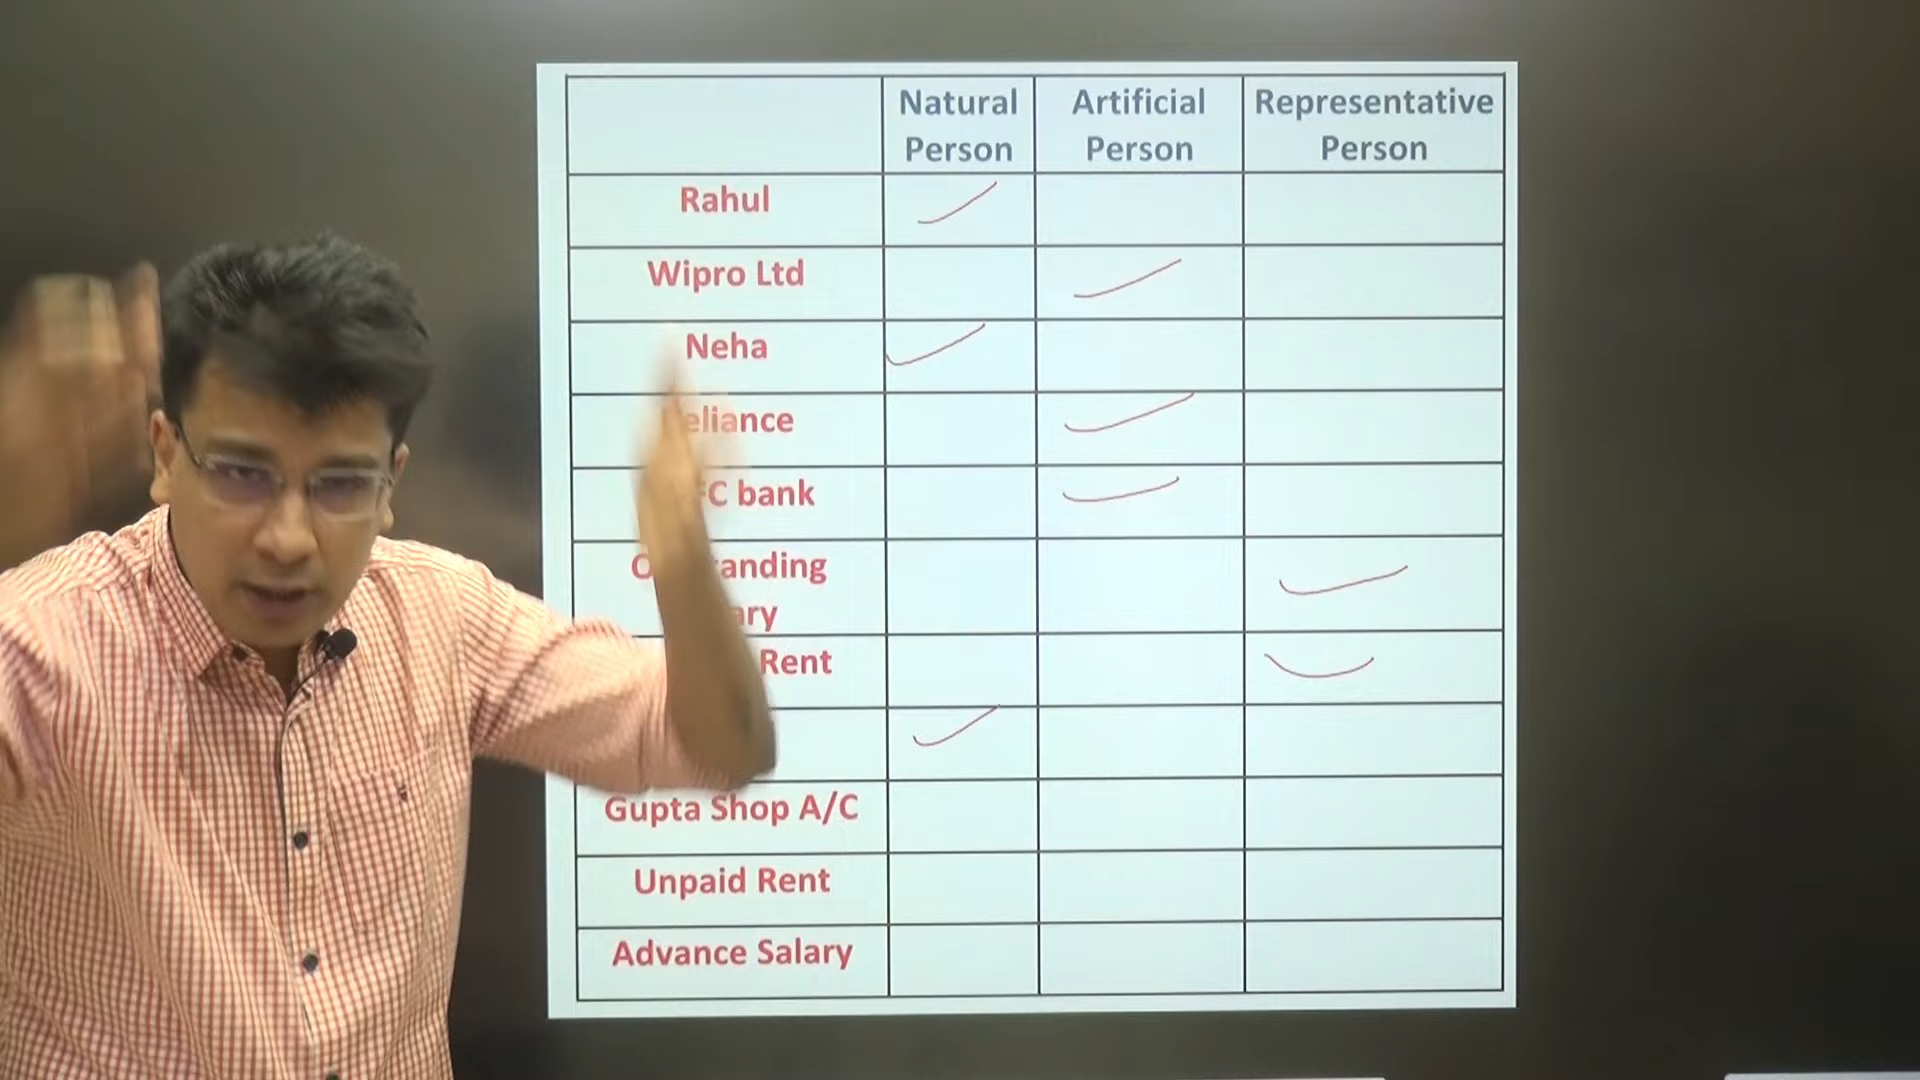 Natural
Person
Artificial
Person
Representative
Person
Rahul
Wipro Ltd
Neha
eliance
C bank
anding
ary
Rent
Gupta Shop A/C
Unpaid Rent
Advance Salary